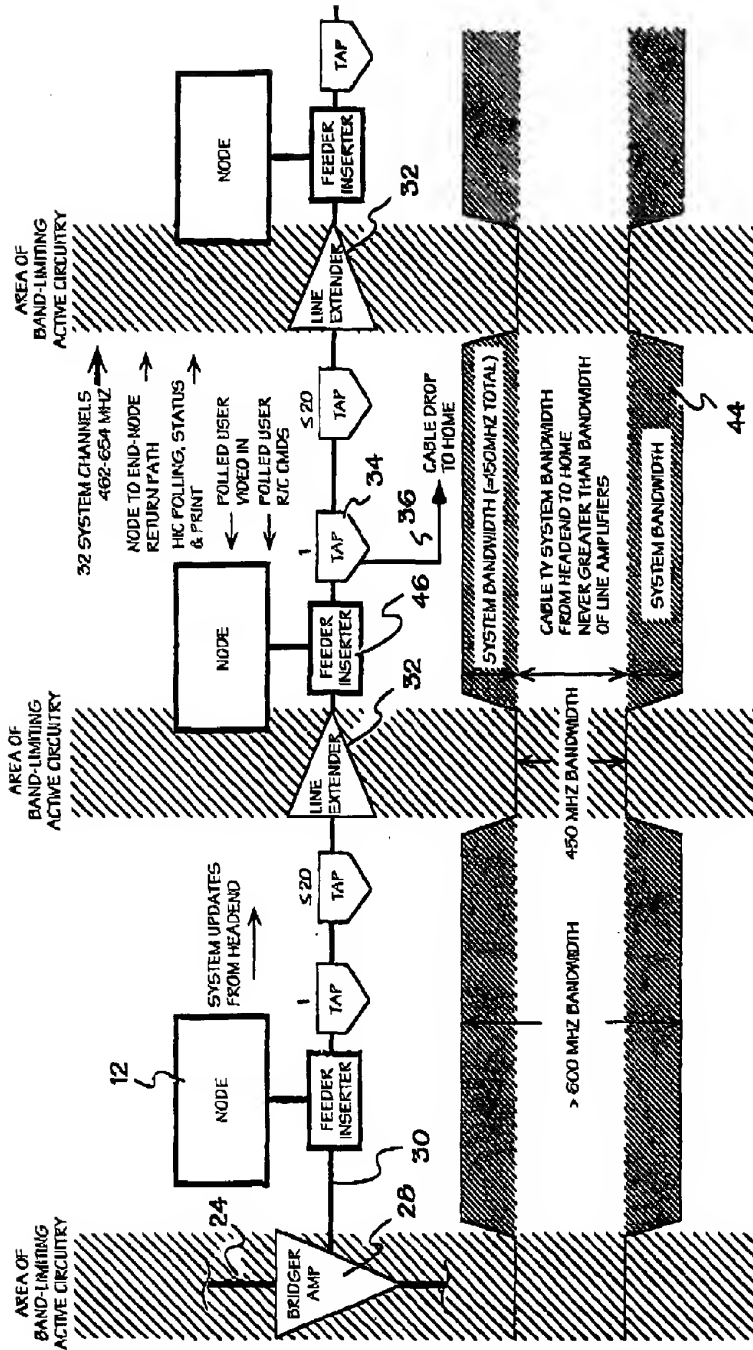 AREA OF
BAND-LIMITING
ACTIVE CIRCUITRY
24
BRIDGER
AMP
28
30
12
NODE
SYSTEM UPDATES
FROM HEADEND
FEEDER
INSERTER
1
TAP
≤20
TAP
AREA OF
BAND-LIMITING
ACTIVE CIRCUITRY
LINE
EXTENDER
32
NODE
FEEDER
INSERTER
46
32 SYSTEM CHANNELS
462-654 MHZ
NODE TO END-NODE
RETURN PATH
HIC POLLING, STATUS
& PRINT
POLLED USER
VIDEO IN
POLLED USER
R/C CMDS
1
TAP
34
36
CABLE DROP
TO HOME
≤20
TAP
AREA OF
BAND-LIMITING
ACTIVE CIRCUITRY
LINE
EXTENDER
32
NODE
FEEDER
INSERTER
TAP
> 600 MHZ BANDWIDTH
450 MHZ BANDWIDTH
SYSTEM BANDWIDTH (=150MHZ TOTAL)
CABLE TV SYSTEM BANDWIDTH
FROM HEADEND TO HOME
NEVER GREATER THAN BANDWIDTH
OF LINE AMPLIFIERS
SYSTEM BANDWIDTH
44